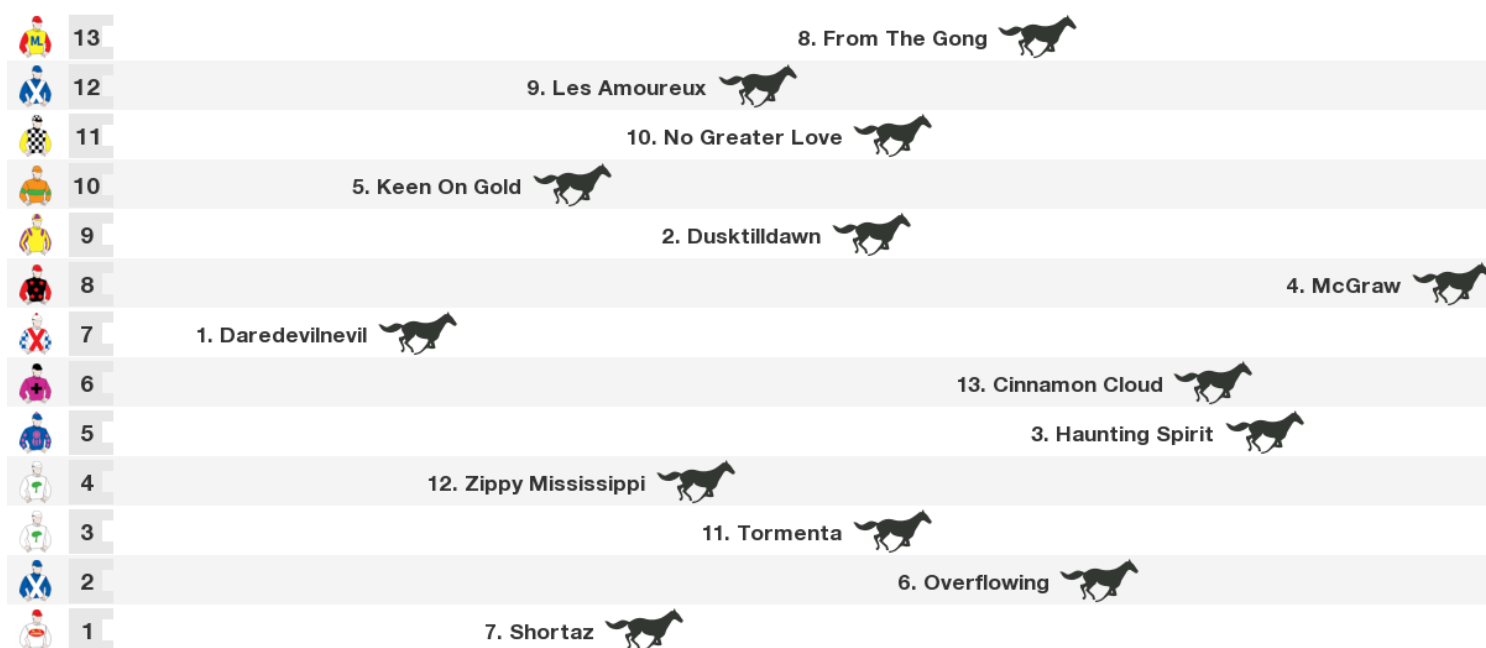 13 8. From The Gong
12 9. Les Amoureux
11 10. No Greater Love
10 5. Keen On Gold
9 2. Dusktilldawn
8 4. McGraw
7 1. Daredevilnevil
6 13. Cinnamon Cloud
5 3. Haunting Spirit
4 12. Zippy Mississippi
3 11. Tormenta
2 6. Overflowing
1 7. Shortaz